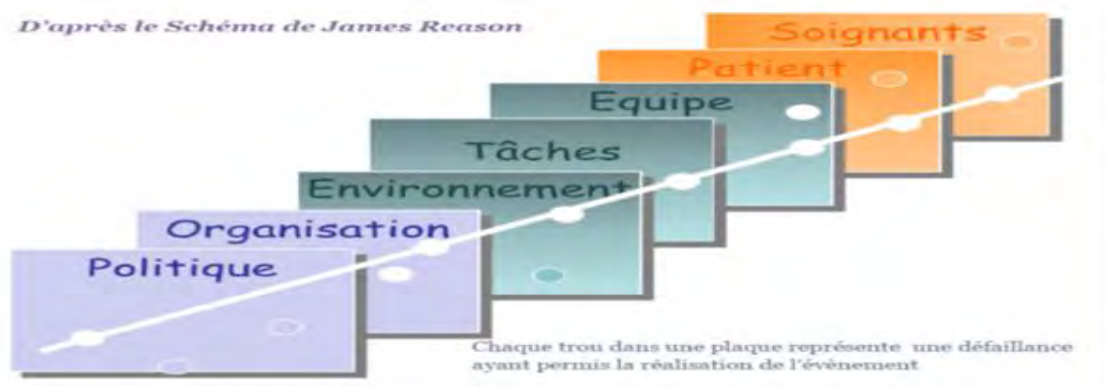 D'après le Schéma de James Reason
Soignants
Patient
Equipe
Tâches
Environnement
Organisation
Politique
Chaque trou dans une plaque représente une défaillance
ayant permis la réalisation de l'évènement